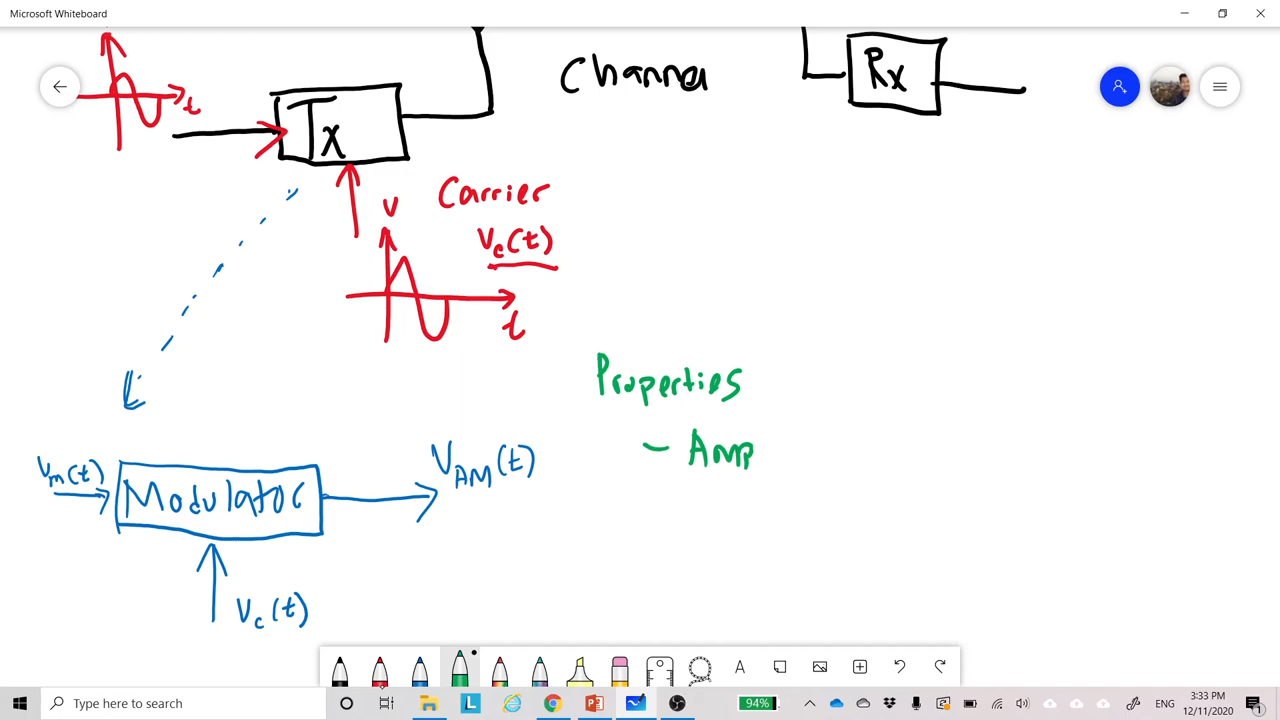 Microsoft Whiteboard
Channel
Rx
t
Tx
Carrier
v
Vc(t)
t
Properties
- Amp
Vm(t)
Modulator
VAM(t)
Vc(t)
A
Type here to search
94%
ENG
3:33 PM
12/11/2020
1